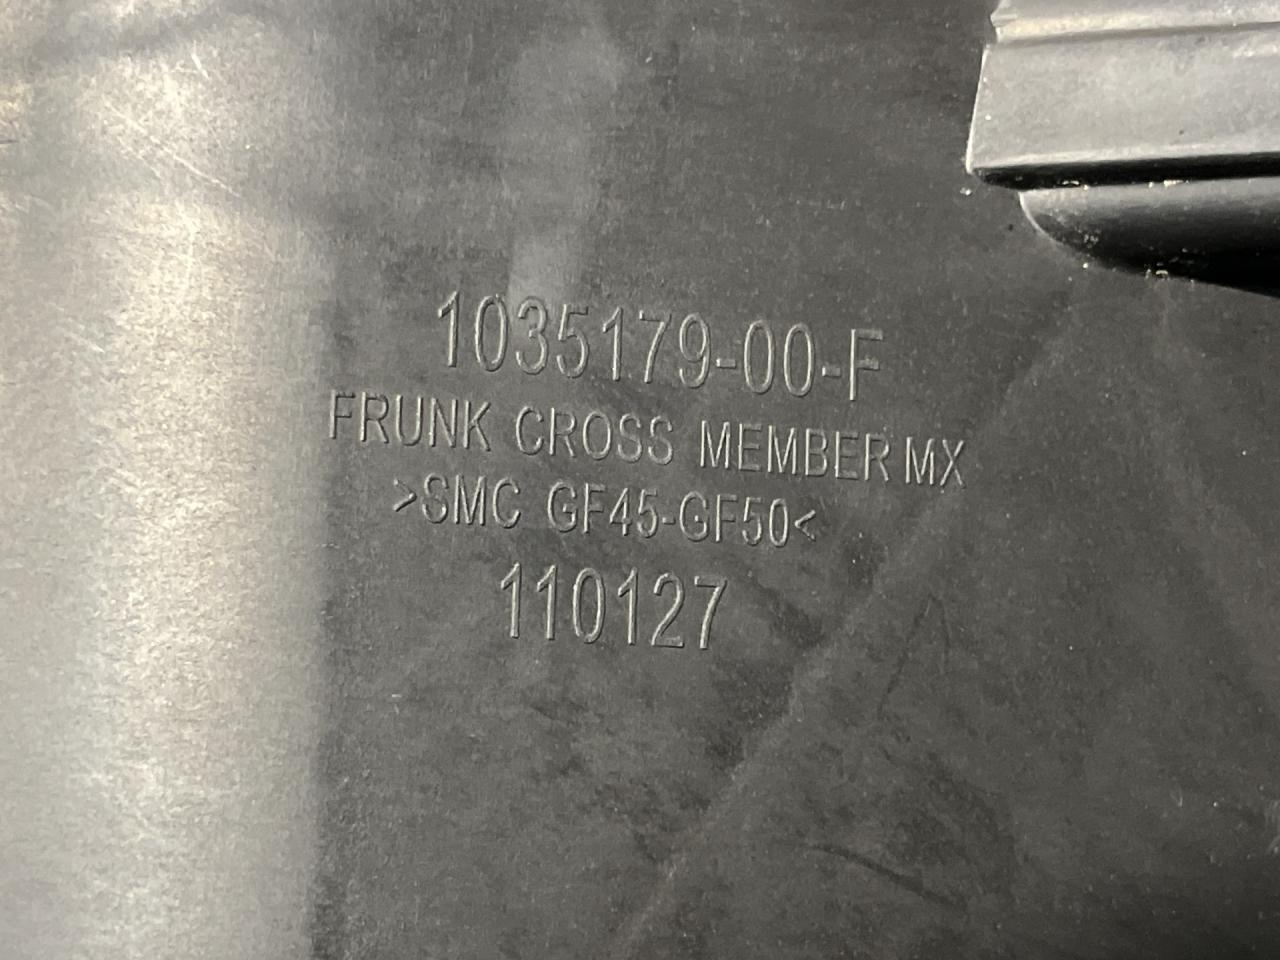 1035179-00-F
FRUNK CROSS MEMBER MX
>SMC GF45-GF50<
110127